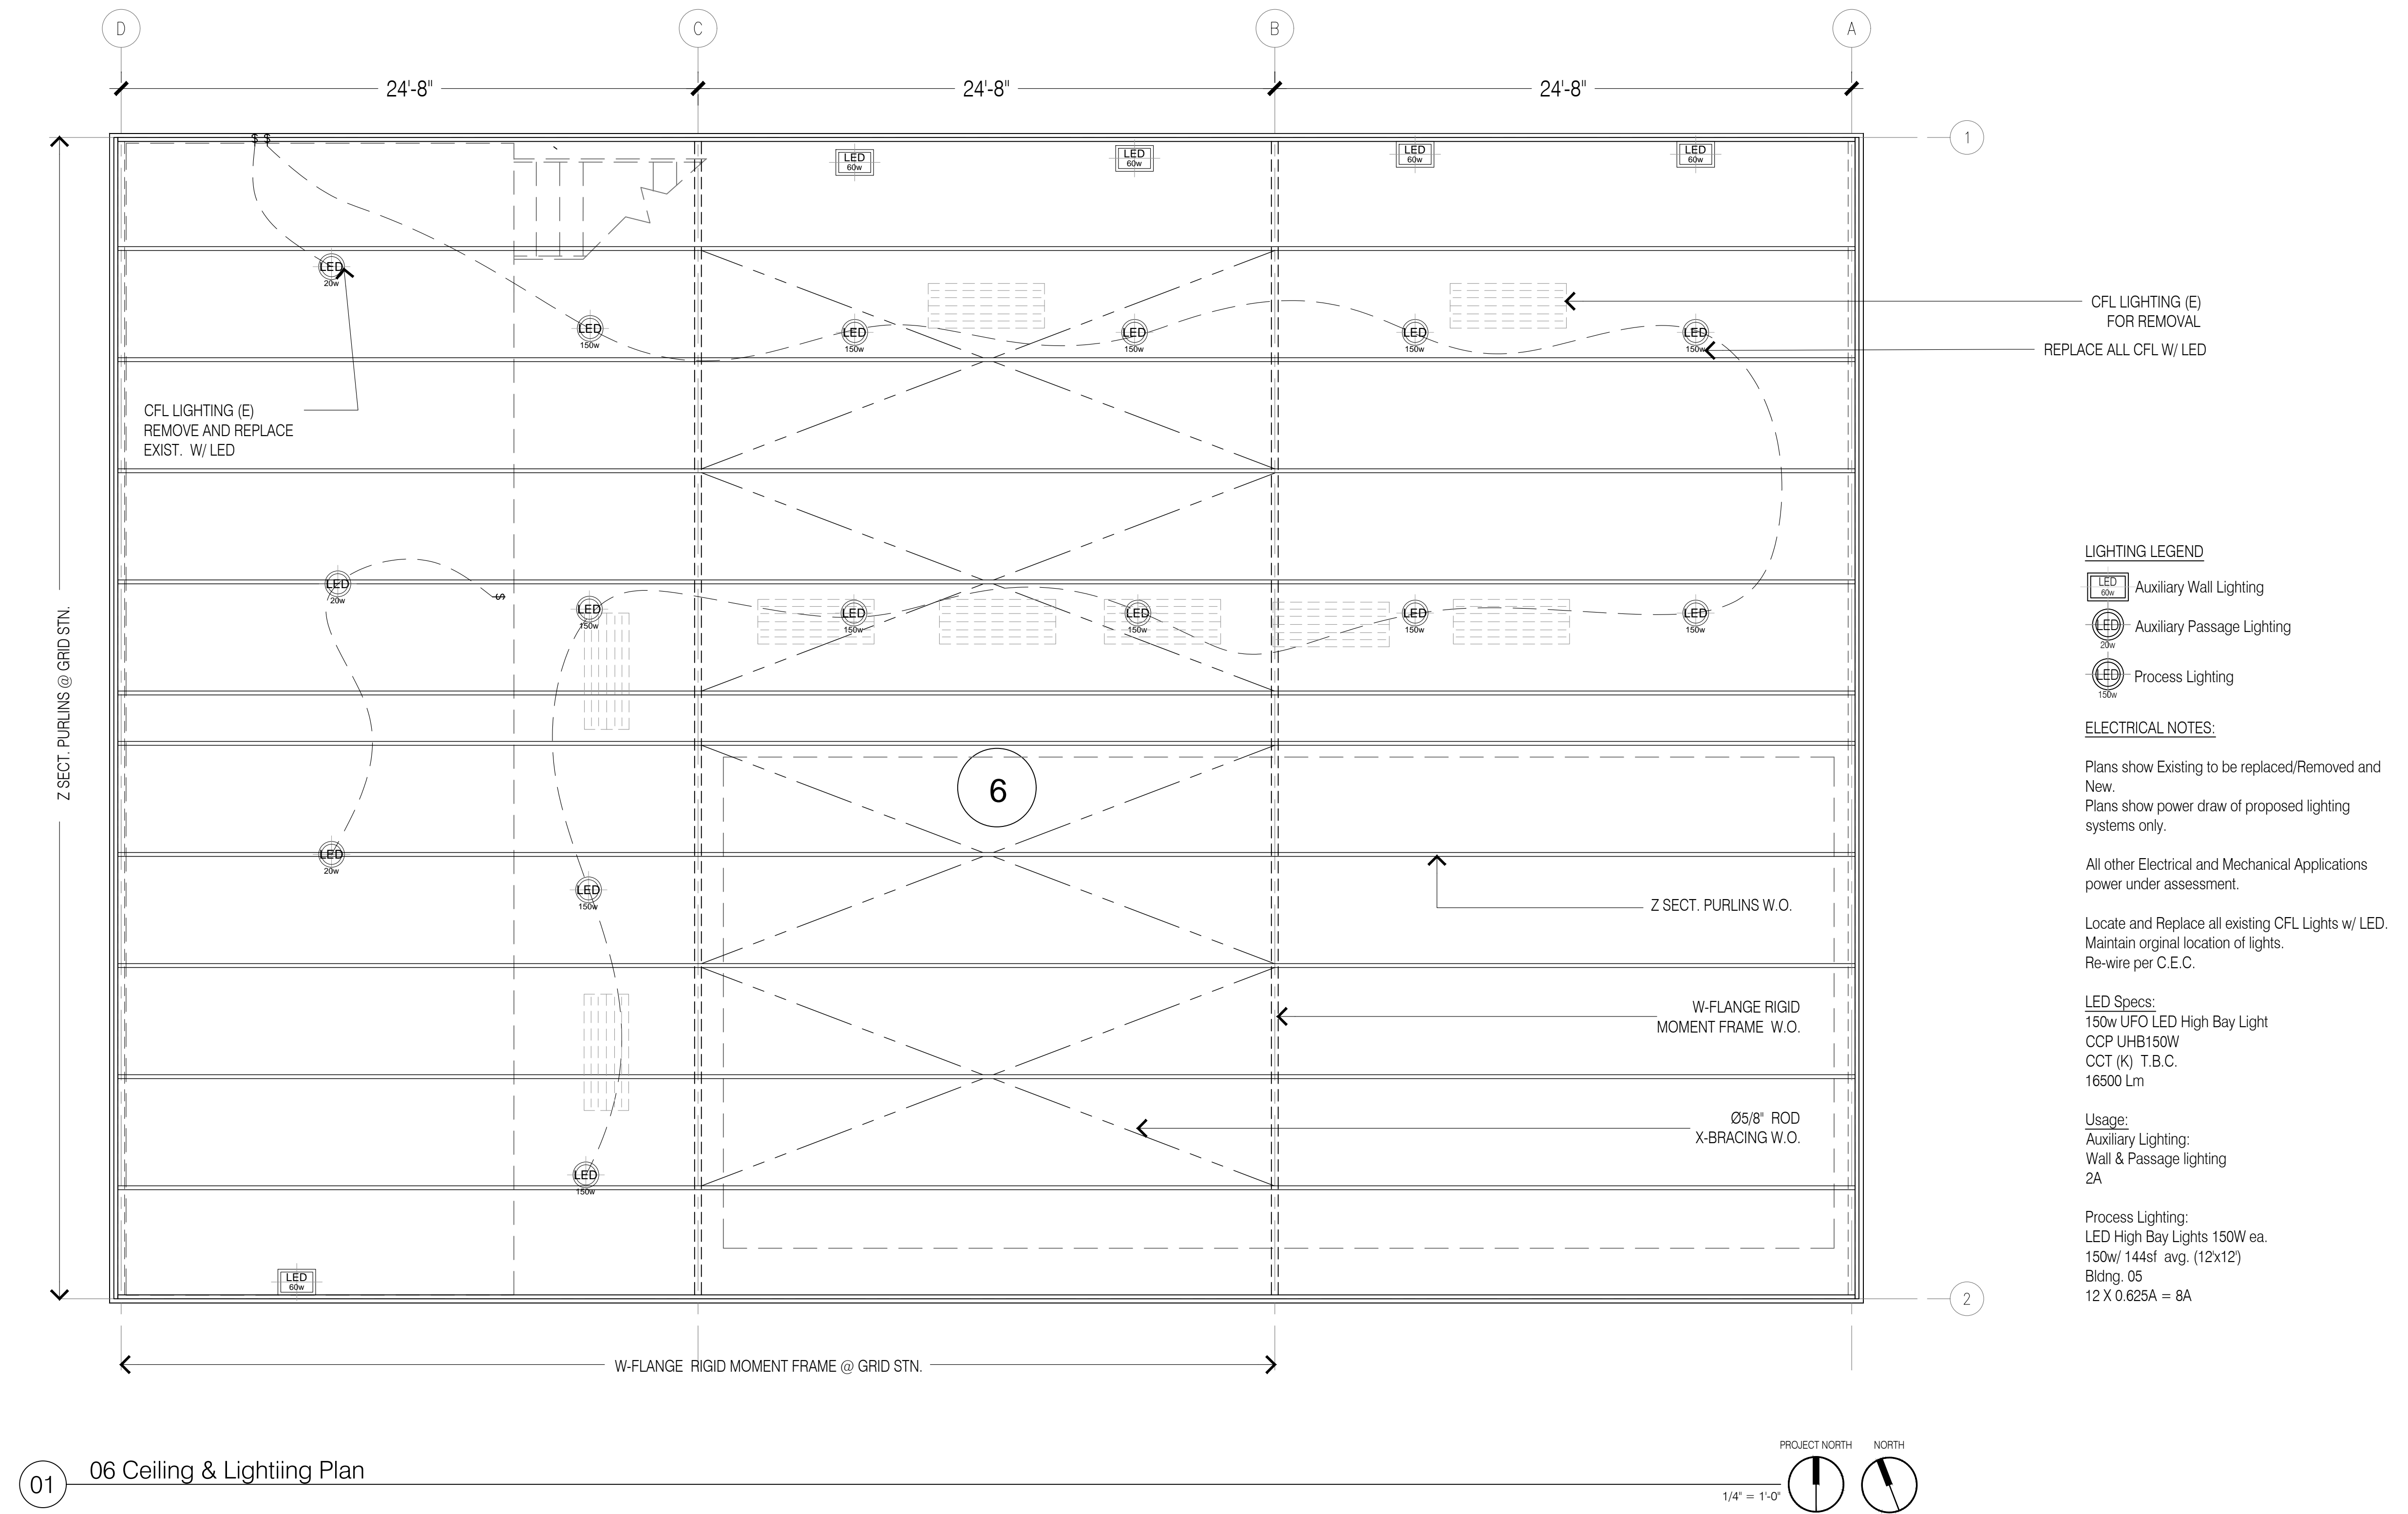 D
C
B
A
24'-8"
24'-8"
24'-8"
1
$ $
LED
60w
LED
60w
LED
60w
LED
60w
LED
20w
LED
150w
LED
150w
LED
150w
LED
150w
LED
150w
CFL LIGHTING (E)
FOR REMOVAL
REPLACE ALL CFL W/ LED
CFL LIGHTING (E)
REMOVE AND REPLACE
EXIST. W/ LED
Z SECT. PURLINS @ GRID STN.
LED
20w
$
LED
150w
LED
150w
LED
150w
LED
150w
LED
150w
6
LED
20w
LED
150w
Z SECT. PURLINS W.O.
W-FLANGE RIGID
MOMENT FRAME W.O.
Ø5/8" ROD
X-BRACING W.O.
LED
150w
LED
60w
2
W-FLANGE RIGID MOMENT FRAME @ GRID STN.
LIGHTING LEGEND
LED
60w
Auxiliary Wall Lighting
LED
20w
Auxiliary Passage Lighting
LED
150w
Process Lighting
ELECTRICAL NOTES:
Plans show Existing to be replaced/Removed and
New.
Plans show power draw of proposed lighting
systems only.
All other Electrical and Mechanical Applications
power under assessment.
Locate and Replace all existing CFL Lights w/ LED.
Maintain orginal location of lights.
Re-wire per C.E.C.
LED Specs:
150w UFO LED High Bay Light
CCP UHB150W
CCT (K) T.B.C.
16500 Lm
Usage:
Auxiliary Lighting:
Wall & Passage lighting
2A
Process Lighting:
LED High Bay Lights 150W ea.
150w/ 144sf avg. (12'x12')
Bldng. 05
12 X 0.625A = 8A
01
06 Ceiling & Lightiing Plan
1/4" = 1'-0"
PROJECT NORTH
NORTH